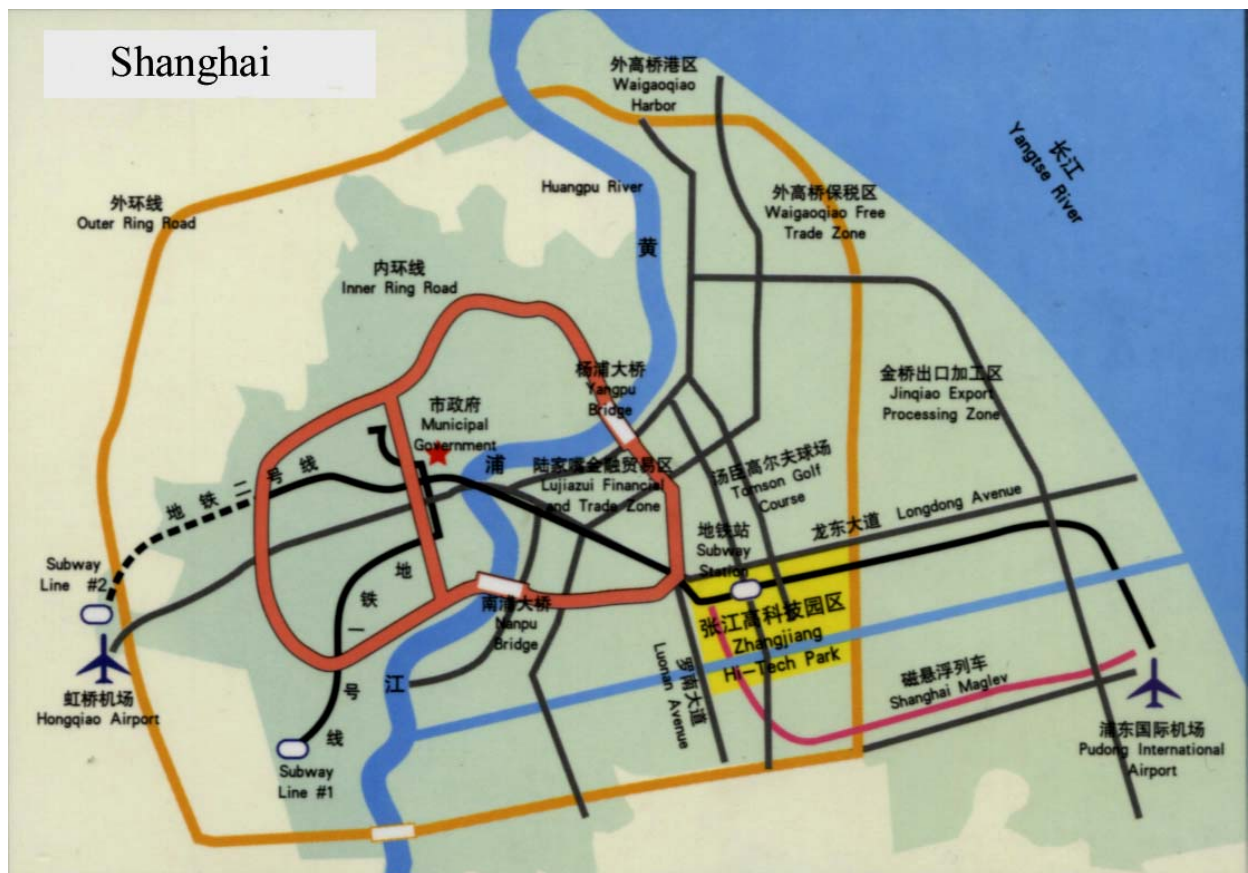 Shanghai
外高桥港区
Waigaoqiao
Harbor
长江
Yangtse River
Huangpu River
外高桥保税区
Waigaoqiao Free
Trade Zone
外环线
Outer Ring Road
黄
内环线
Inner Ring Road
杨浦大桥
Yangpu
Bridge
金桥出口加工区
Jinqiao Export
Processing Zone
市政府
Municipal
Government
浦
陆家嘴金融贸易区
Lujiazui Financial
and Trade Zone
汤臣高尔夫球场
Tomson Golf
Course
地铁二号线
龙东大道 Longdong Avenue
地铁站
Subway
Station
Subway
Line #2
地铁一号线
南浦大桥
Nanpu
Bridge
张江高科技园区
Zhangjiang
Hi-Tech Park
罗南大道
Luonan Avenue
磁悬浮列车
Shanghai Maglev
江
虹桥机场
Hongqiao Airport
浦东国际机场
Pudong International
Airport
Subway
Line #1